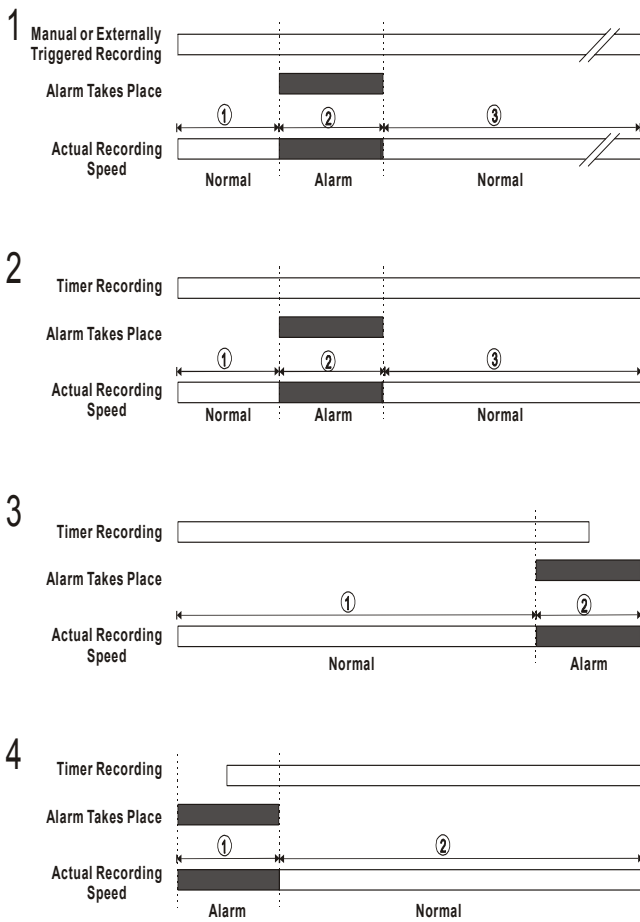 1
Manual or Externally
Triggered Recording
Alarm Takes Place
① ② ③
Actual Recording
Speed
Normal Alarm Normal
2
Timer Recording
Alarm Takes Place
① ② ③
Actual Recording
Speed
Normal Alarm Normal
3
Timer Recording
Alarm Takes Place
① ②
Actual Recording
Speed
Normal Alarm
4
Timer Recording
Alarm Takes Place
① ②
Actual Recording
Speed
Alarm Normal